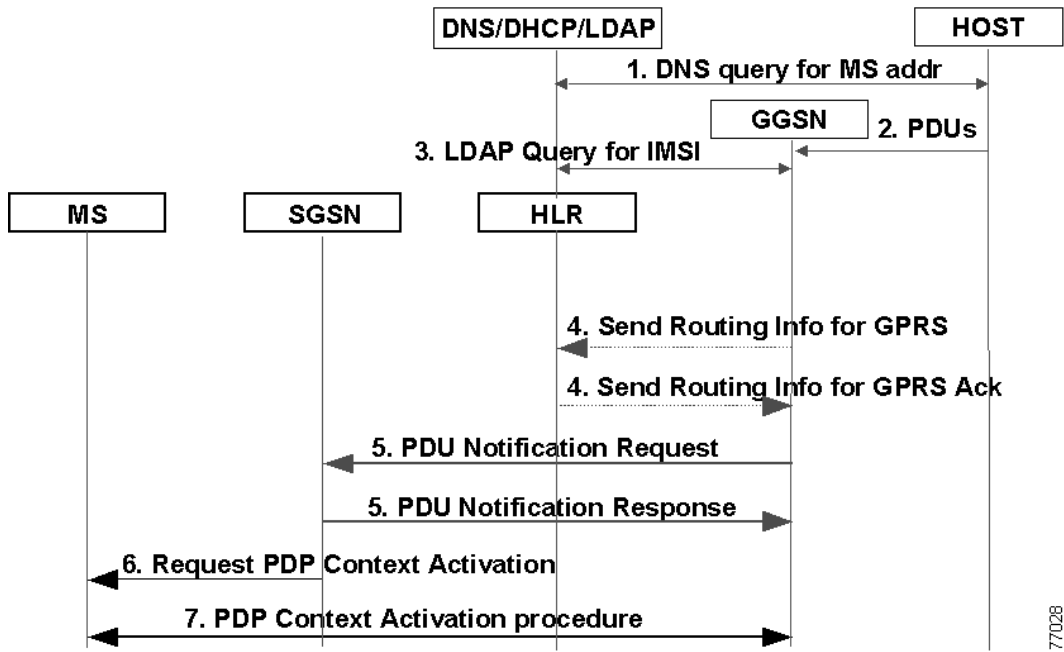 DNS/DHCP/LDAP
HOST
1. DNS query for MS addr
GGSN
2. PDUs
3. LDAP Query for IMSI
MS
SGSN
HLR
4. Send Routing Info for GPRS
4. Send Routing Info for GPRS Ack
5. PDU Notification Request
5. PDU Notification Response
6. Request PDP Context Activation
7. PDP Context Activation procedure
77028